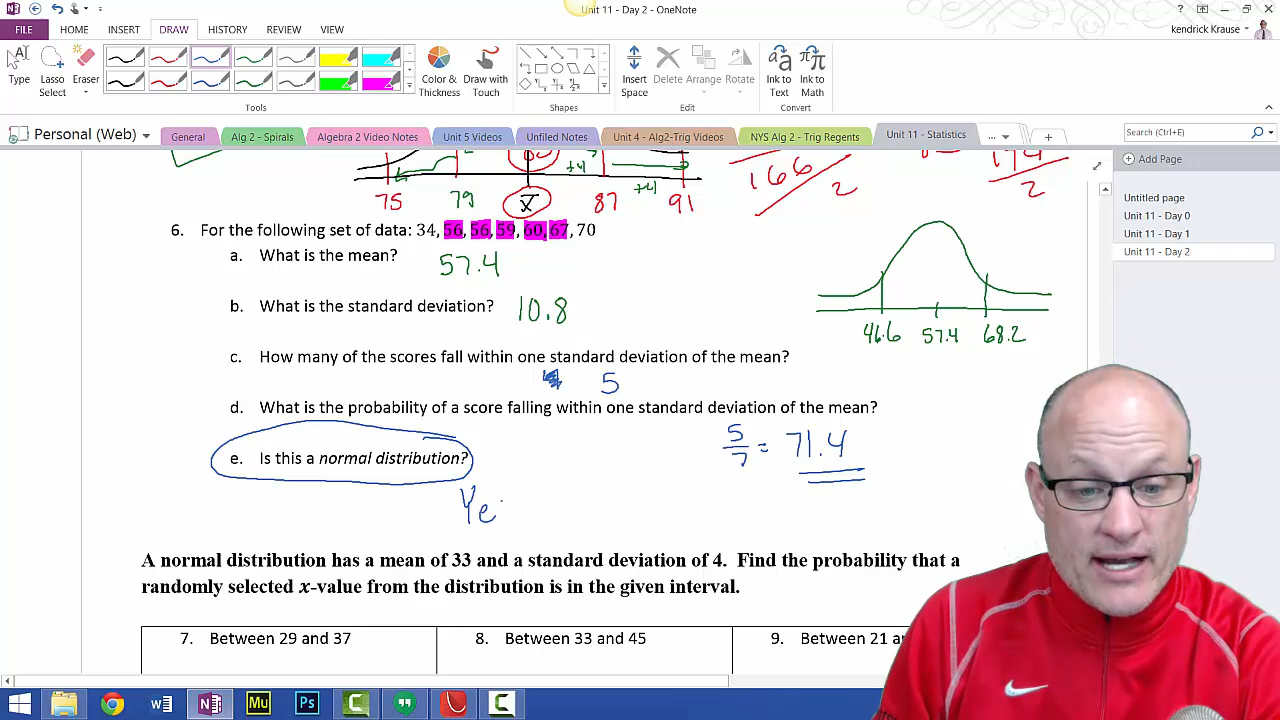 Unit 11 - Day 2 - OneNote
FILE HOME INSERT DRAW HISTORY REVIEW VIEW
kendrick Krause
Type
Lasso Select
Eraser
Color & Thickness
Draw with Touch
Insert Space
Delete
Arrange
Rotate
Ink to Text
Ink to Math
Tools Shapes Edit Convert
Personal (Web) General Alg 2 - Spirals Algebra 2 Video Notes Unit 5 Videos Unfiled Notes Unit 4 - Alg2-Trig Videos NYS Alg 2 - Trig Regents Unit 11 - Statistics ... Search (Ctrl+E)
Add Page
Untitled page
Unit 11 - Day 0
Unit 11 - Day 1
Unit 11 - Day 2
+4
+4
75 79 x̄ 87 91
166
2
174
2
6. For the following set of data: 34, 56, 56, 59, 60, 67, 70
a. What is the mean?
57.4
b. What is the standard deviation?
10.8
46.6 57.4 68.2
c. How many of the scores fall within one standard deviation of the mean?
5
d. What is the probability of a score falling within one standard deviation of the mean?
5/7 = 71.4
e. Is this a normal distribution?
Ye
A normal distribution has a mean of 33 and a standard deviation of 4. Find the probability that a
randomly selected x-value from the distribution is in the given interval.
7. Between 29 and 37
8. Between 33 and 45
9. Between 21
Mu Ps